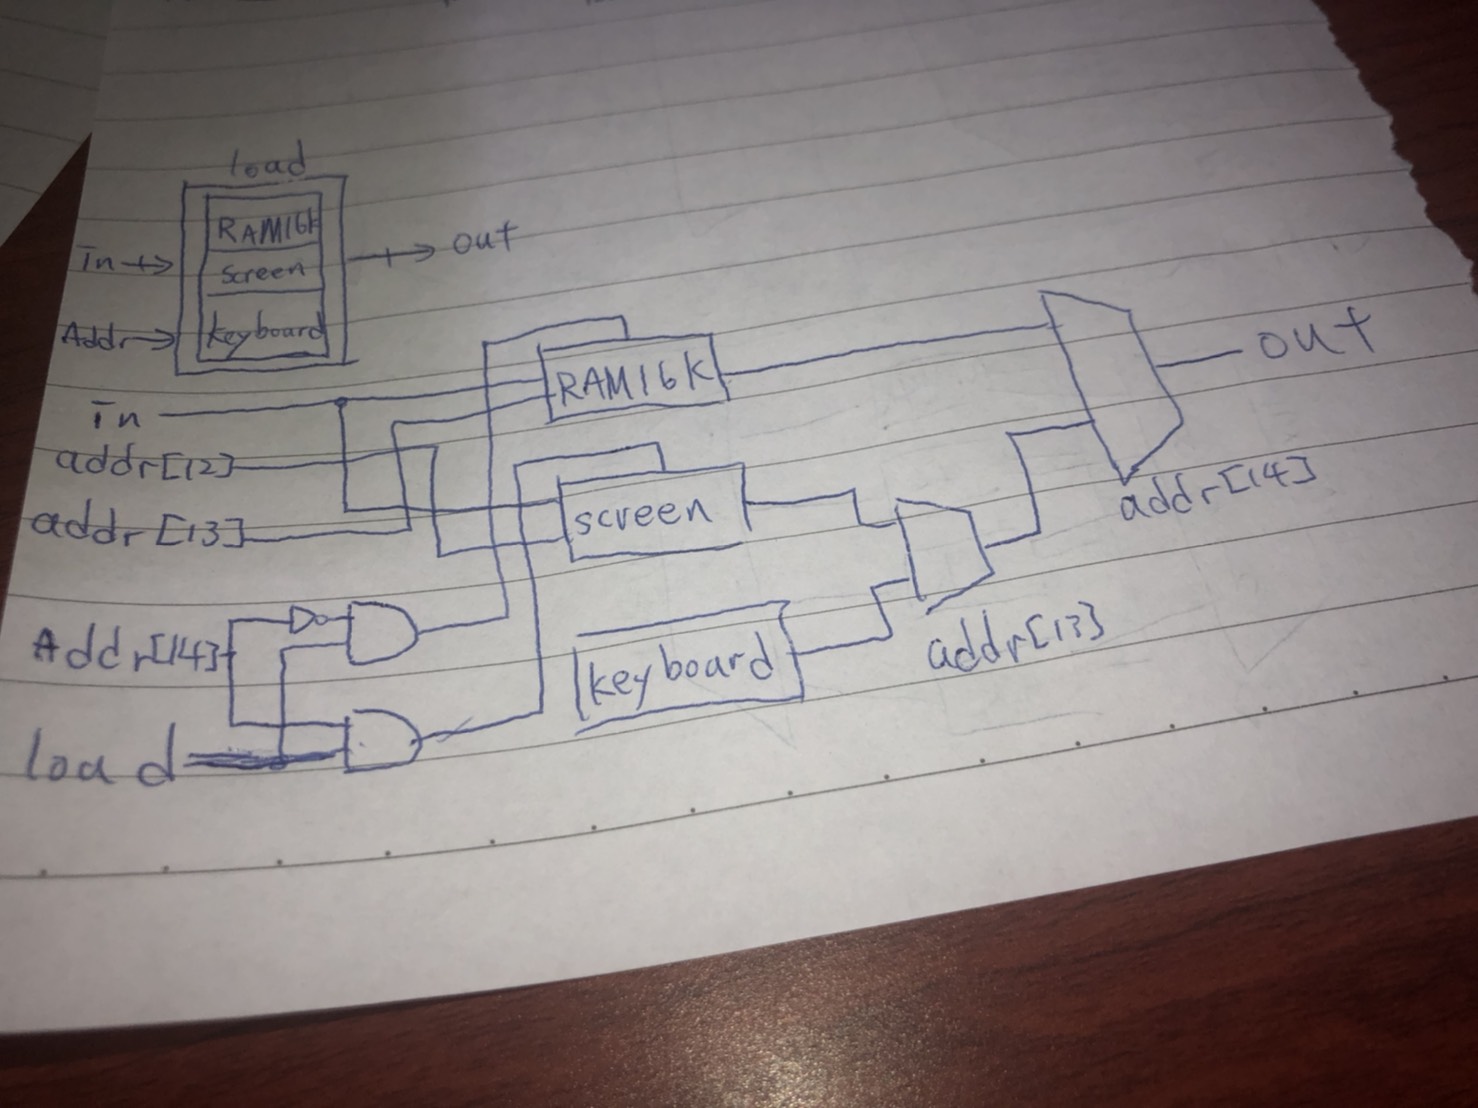 load
RAM16k
in
screen
out
Addr
keyboard
in
RAM16K
out
addr[12]
addr[13]
screen
addr[14]
Addr[14]
keyboard
addr[13]
load